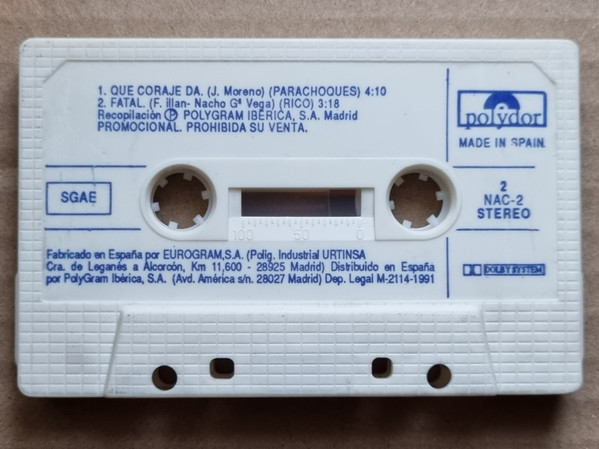 1. QUE CORAJE DA. (J. Moreno) (PARACHOQUES) 4:10
2. FATAL. (F. illan- Nacho Gª Vega) (RICO) 3:18
Recopilación Ⓟ POLYGRAM IBÉRICA, S.A. Madrid
PROMOCIONAL. PROHIBIDA SU VENTA.
polydor
MADE IN SPAIN.
SGAE
2
NAC-2
STEREO
100 50 0
Fabricado en España por EUROGRAM,S.A. (Polig. Industrial URTINSA
Cra. de Leganés a Alcorcón, Km 11,600 - 28925 Madrid) Distribuido en España
por PolyGram Ibérica, S.A. (Avd. América s/n. 28027 Madrid) Dep. Legal M-2114-1991
DOLBY SYSTEM